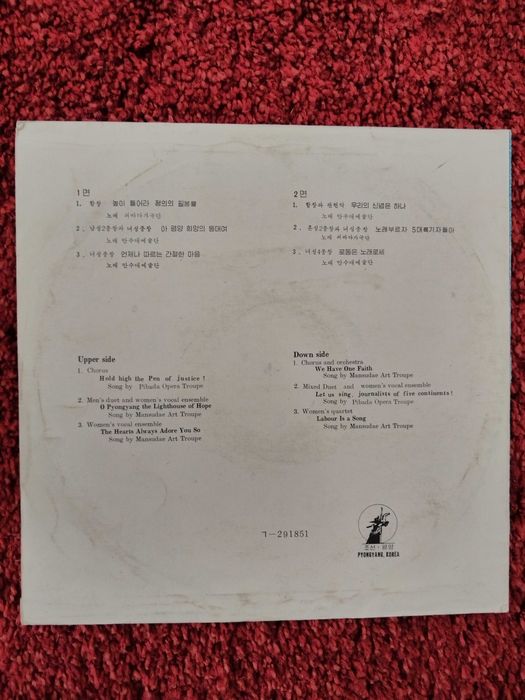 1 면
1. 합창 높이 들어라 정의의 필봉을
노래 피바다가극단
2. 남성2중창과 녀성중창 아 평양 희망의 등대여
노래 만수대예술단
3. 녀성중창 언제나 따르는 간절한 마음
노래 만수대예술단
2 면
1. 합창과 관현악 우리의 신념은 하나
노래 만수대예술단
2. 혼성2중창과 녀성중창 노래부르자 5대륙기자들아
노래 피바다가극단
3. 녀성4중창 로동은 노래로세
노래 만수대예술단
Upper side
1. Chorus
Hold high the Pen of justice!
Song by Pibada Opera Troupe
2. Men's duet and women's vocal ensemble
O Pyongyang the Lighthouse of Hope
Song by Mansudae Art Troupe
3. Women's vocal ensemble
The Hearts Always Adore You So
Song by Mansudae Art Troupe
Down side
1. Chorus and orchestra
We Have One Faith
Song by Mansudae Art Troupe
2. Mixed Duet and women's vocal ensemble
Let us sing, journalists of five continuents!
Song by Pibada Opera Troupe
3. Women's quartet
Labour Is a Song
Song by Mansudae Art Troupe
ㄱ-291851
조선·평양
PYONGYANG, KOREA